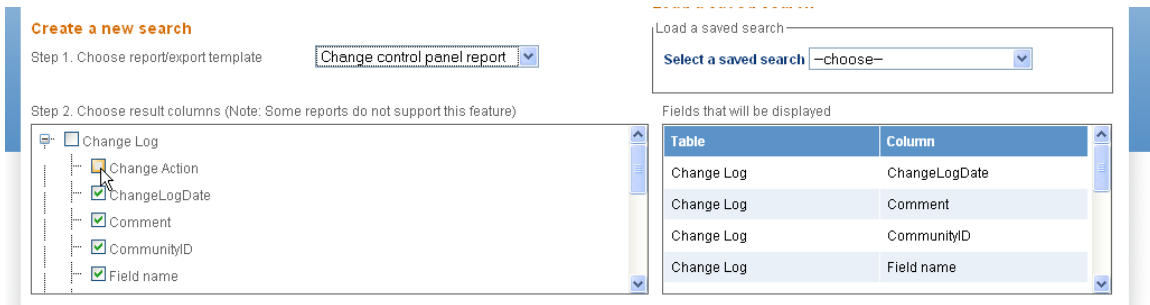 Create a new search
Step 1. Choose report/export template
Change control panel report
Load a saved search
Select a saved search
–choose–
Step 2. Choose result columns (Note: Some reports do not support this feature)
Change Log
Change Action
ChangeLogDate
Comment
CommunityID
Field name
Fields that will be displayed
Table Column
Change Log ChangeLogDate
Change Log Comment
Change Log CommunityID
Change Log Field name